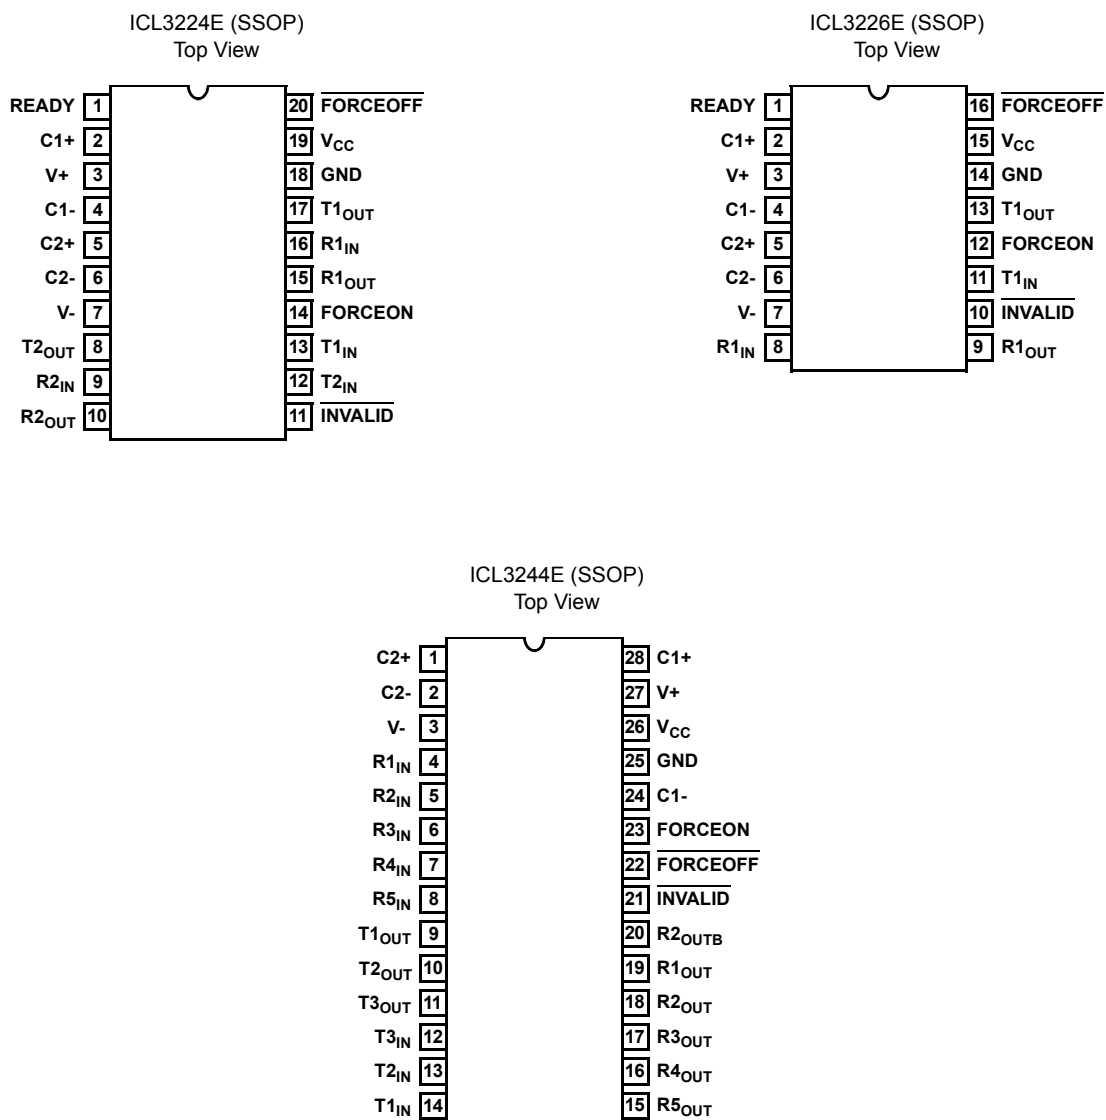 ICL3224E (SSOP)
Top View
READY 1 20 FORCEOFF
C1+ 2 19 VCC
V+ 3 18 GND
C1- 4 17 T1OUT
C2+ 5 16 R1IN
C2- 6 15 R1OUT
V- 7 14 FORCEON
T2OUT 8 13 T1IN
R2IN 9 12 T2IN
R2OUT 10 11 INVALID
ICL3226E (SSOP)
Top View
READY 1 16 FORCEOFF
C1+ 2 15 VCC
V+ 3 14 GND
C1- 4 13 T1OUT
C2+ 5 12 FORCEON
C2- 6 11 T1IN
V- 7 10 INVALID
R1IN 8 9 R1OUT
ICL3244E (SSOP)
Top View
C2+ 1 28 C1+
C2- 2 27 V+
V- 3 26 VCC
R1IN 4 25 GND
R2IN 5 24 C1-
R3IN 6 23 FORCEON
R4IN 7 22 FORCEOFF
R5IN 8 21 INVALID
T1OUT 9 20 R2OUTB
T2OUT 10 19 R1OUT
T3OUT 11 18 R2OUT
T3IN 12 17 R3OUT
T2IN 13 16 R4OUT
T1IN 14 15 R5OUT